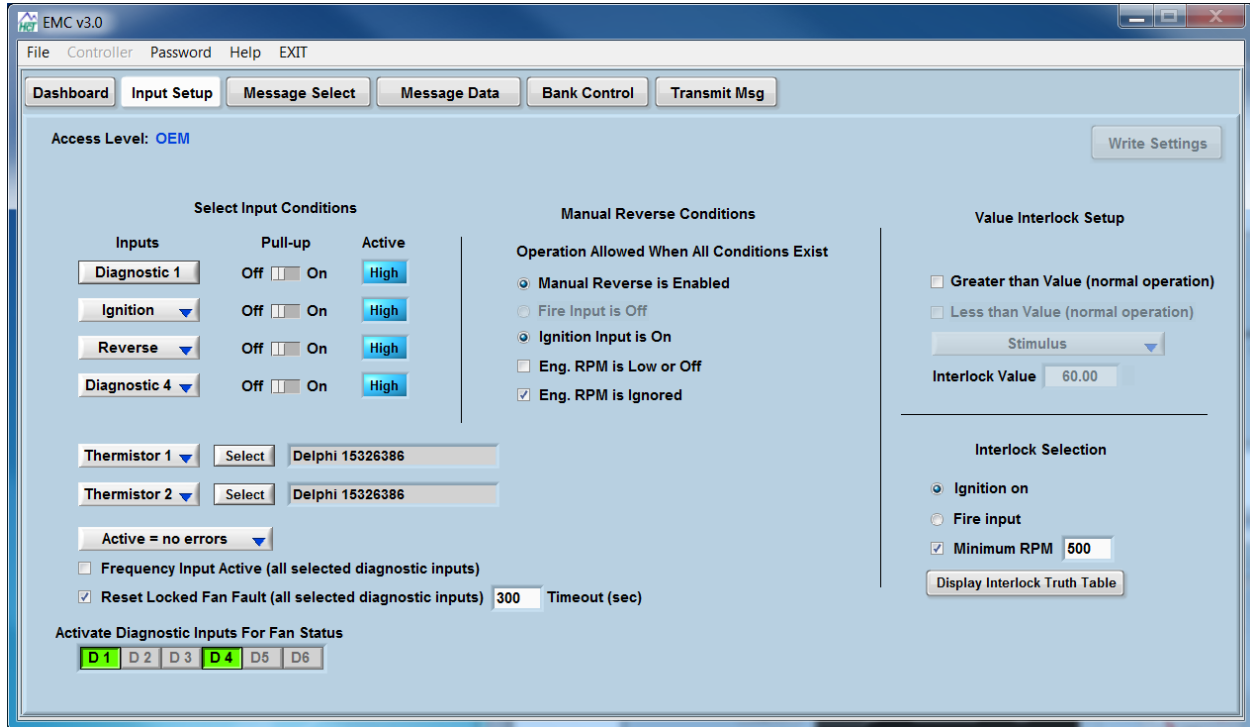 EMC v3.0
File Controller Password Help EXIT
Dashboard Input Setup Message Select Message Data Bank Control Transmit Msg
Access Level: OEM
Write Settings
Select Input Conditions
Inputs Pull-up Active
Diagnostic 1 Off On High
Ignition Off On High
Reverse Off On High
Diagnostic 4 Off On High
Thermistor 1 Select Delphi 15326386
Thermistor 2 Select Delphi 15326386
Active = no errors
Frequency Input Active (all selected diagnostic inputs)
Reset Locked Fan Fault (all selected diagnostic inputs) 300 Timeout (sec)
Activate Diagnostic Inputs For Fan Status
D 1 D 2 D 3 D 4 D5 D6
Manual Reverse Conditions
Operation Allowed When All Conditions Exist
Manual Reverse is Enabled
Fire Input is Off
Ignition Input is On
Eng. RPM is Low or Off
Eng. RPM is Ignored
Value Interlock Setup
Greater than Value (normal operation)
Less than Value (normal operation)
Stimulus
Interlock Value 60.00
Interlock Selection
Ignition on
Fire input
Minimum RPM 500
Display Interlock Truth Table